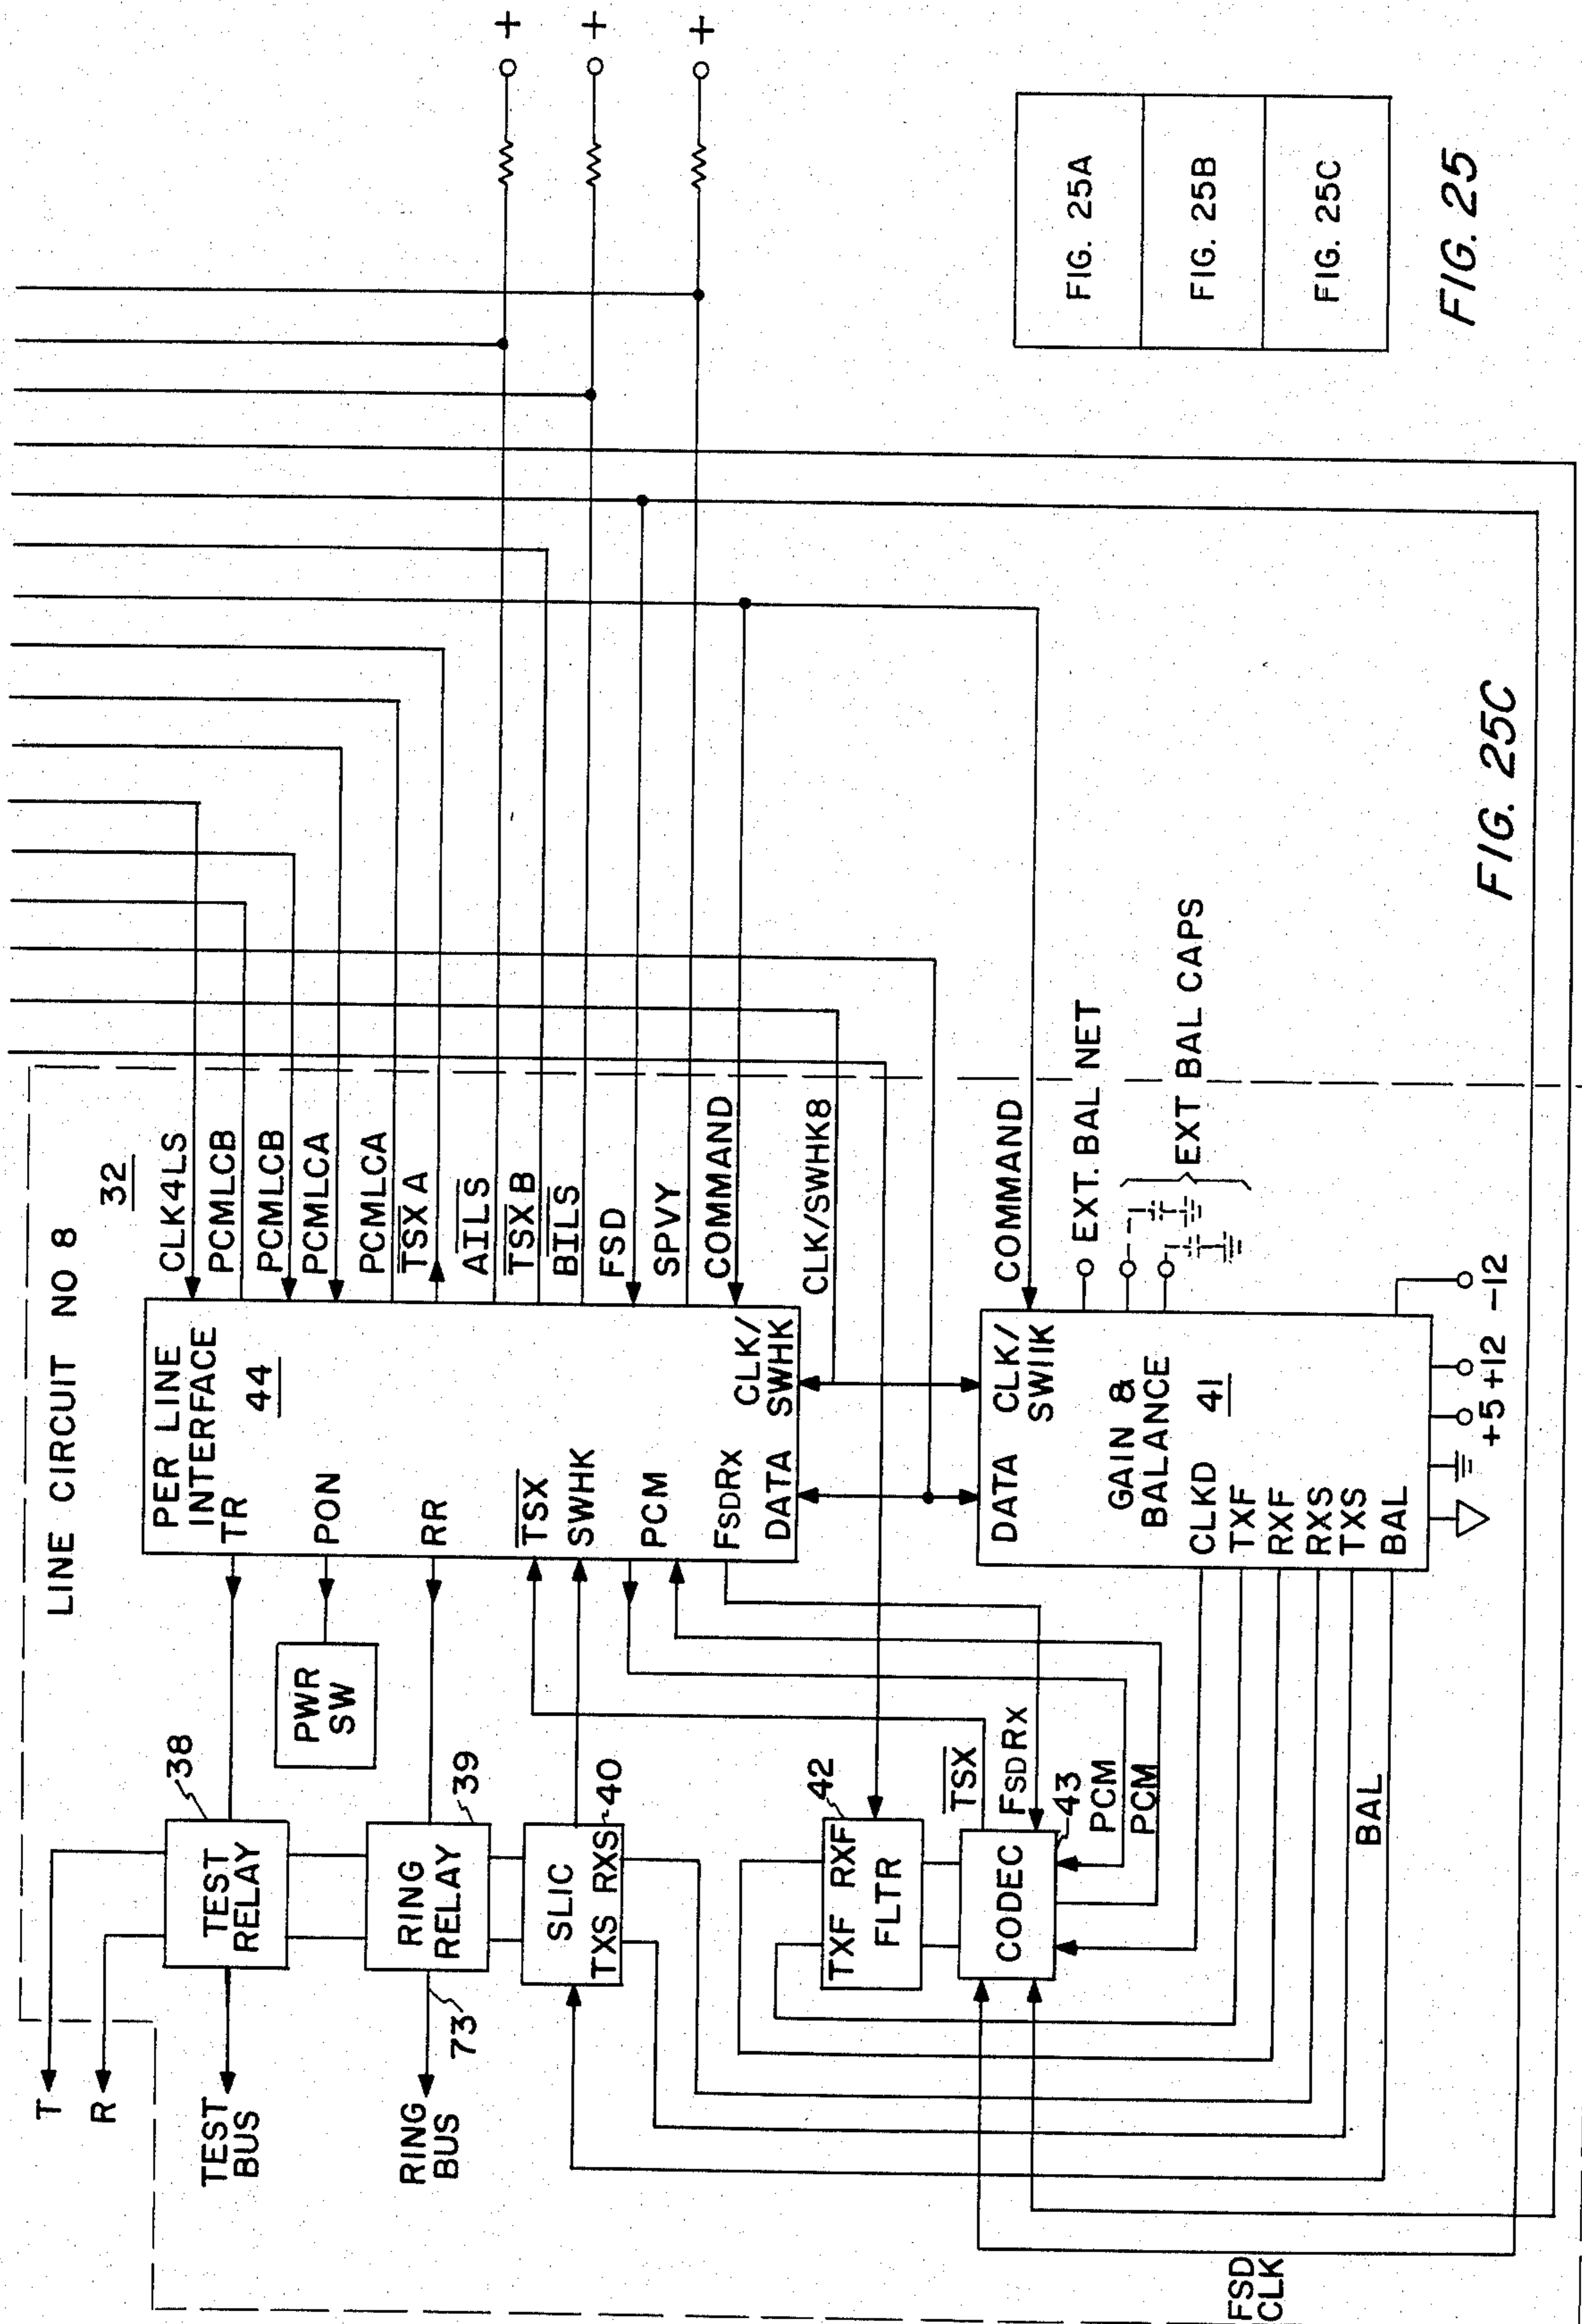 LINE CIRCUIT NO 8
32
T
R
TEST
BUS
RING
BUS
73
38
TEST
RELAY
PWR
SW
39
RING
RELAY
40
SLIC
TXS RXS
PER LINE
INTERFACE
44
TR
PON
RR
TSX
SWHK
PCM
FSDRX
DATA
CLK/
SWHK
CLK4LS
PCMLCB
PCMLCB
PCMLCA
PCMLCA
TSX A
AILS
TSX B
BILS
FSD
SPVY
COMMAND
CLK/SWHK8
+
+
+
42
TXF RXF
FLTR
TSX
FSDRX
43
CODEC
PCM
PCM
BAL
COMMAND
DATA
CLK/
SWIIK
GAIN &
BALANCE
41
CLKD
TXF
RXF
RXS
TXS
BAL
EXT. BAL NET
EXT BAL CAPS
+5
+12
-12
FSD
CLK
FIG. 25C
FIG. 25A
FIG. 25B
FIG. 25C
FIG. 25